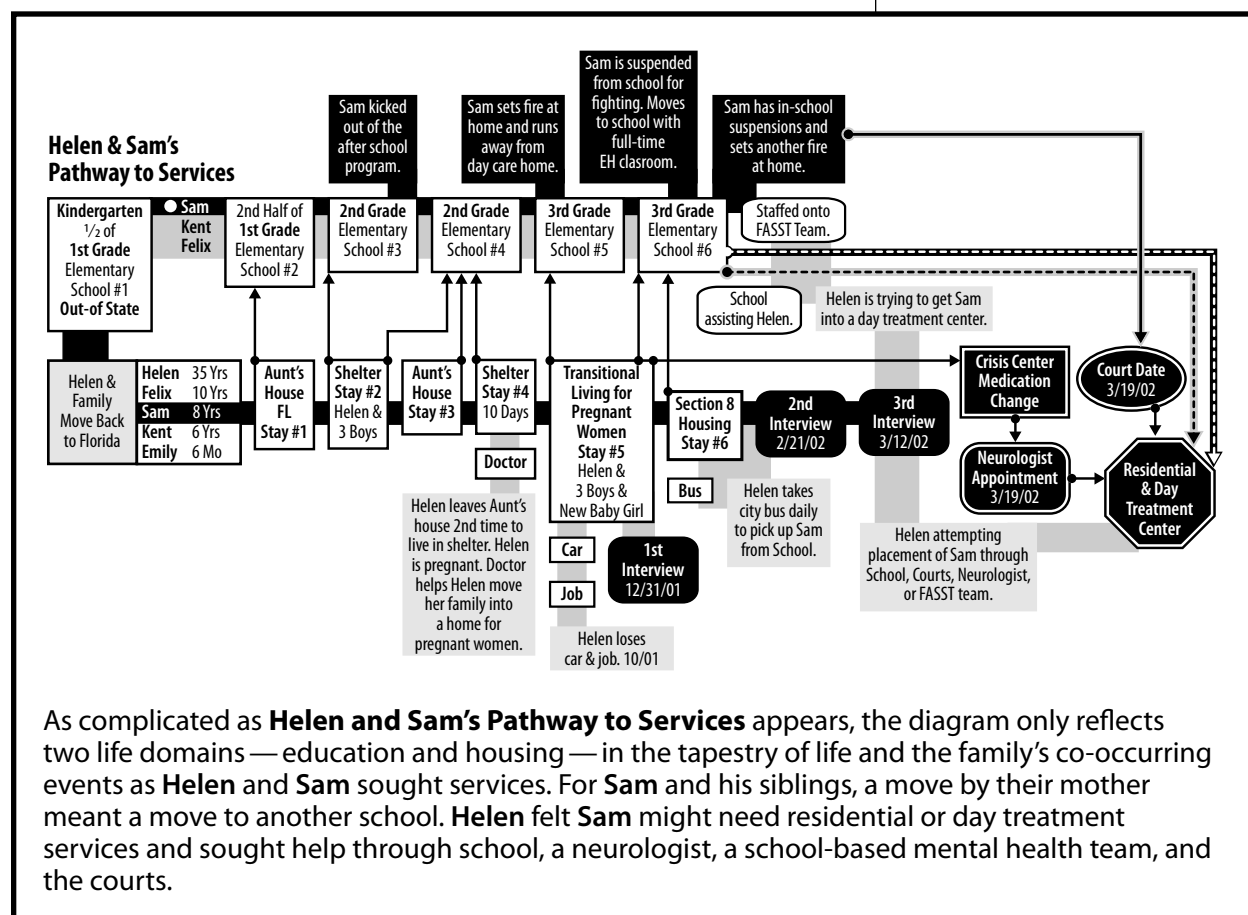 Helen & Sam's
Pathway to Services
Sam kicked
out of the
after school
program.
Sam sets fire at
home and runs
away from
day care home.
Sam is suspended
from school for
fighting. Moves
to school with
full-time
EH classroom.
Sam has in-school
suspensions and
sets another fire
at home.
Kindergarten
½ of
1st Grade
Elementary
School #1
Out-of State
Sam
Kent
Felix
2nd Half of
1st Grade
Elementary
School #2
2nd Grade
Elementary
School #3
2nd Grade
Elementary
School #4
3rd Grade
Elementary
School #5
3rd Grade
Elementary
School #6
Staffed onto
FASST Team.
School
assisting Helen.
Helen is trying to get Sam
into a day treatment center.
Helen &
Family
Move Back
to Florida
Helen 35 Yrs
Felix 10 Yrs
Sam 8 Yrs
Kent 6 Yrs
Emily 6 Mo
Aunt's
House
FL
Stay #1
Shelter
Stay #2
Helen &
3 Boys
Aunt's
House
Stay #3
Shelter
Stay #4
10 Days
Doctor
Helen leaves Aunt's
house 2nd time to
live in shelter. Helen
is pregnant. Doctor
helps Helen move
her family into
a home for
pregnant women.
Transitional
Living for
Pregnant
Women
Stay #5
Helen &
3 Boys &
New Baby Girl
Car
Job
1st
Interview
12/31/01
Helen loses
car & job. 10/01
Section 8
Housing
Stay #6
Bus
Helen takes
city bus daily
to pick up Sam
from School.
2nd
Interview
2/21/02
3rd
Interview
3/12/02
Helen attempting
placement of Sam through
School, Courts, Neurologist,
or FASST team.
Crisis Center
Medication
Change
Neurologist
Appointment
3/19/02
Court Date
3/19/02
Residential
& Day
Treatment
Center
As complicated as Helen and Sam's Pathway to Services appears, the diagram only reflects
two life domains — education and housing — in the tapestry of life and the family's co-occurring
events as Helen and Sam sought services. For Sam and his siblings, a move by their mother
meant a move to another school. Helen felt Sam might need residential or day treatment
services and sought help through school, a neurologist, a school-based mental health team, and
the courts.